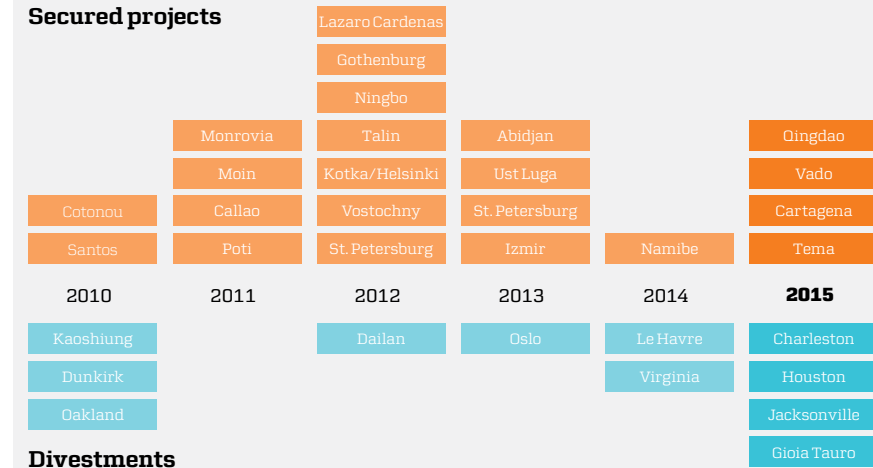 Secured projects
Lazaro Cardenas
Gothenburg
Ningbo
Monrovia Talin Abidjan Qingdao
Moin Kotka/Helsinki Ust Luga Vado
Cotonou Callao Vostochny St. Petersburg Cartagena
Santos Poti St. Petersburg Izmir Namibe Tema
2010 2011 2012 2013 2014 2015
Kaoshiung Dailan Oslo Le Havre Charleston
Dunkirk Virginia Houston
Oakland Jacksonville
Gioia Tauro
Divestments